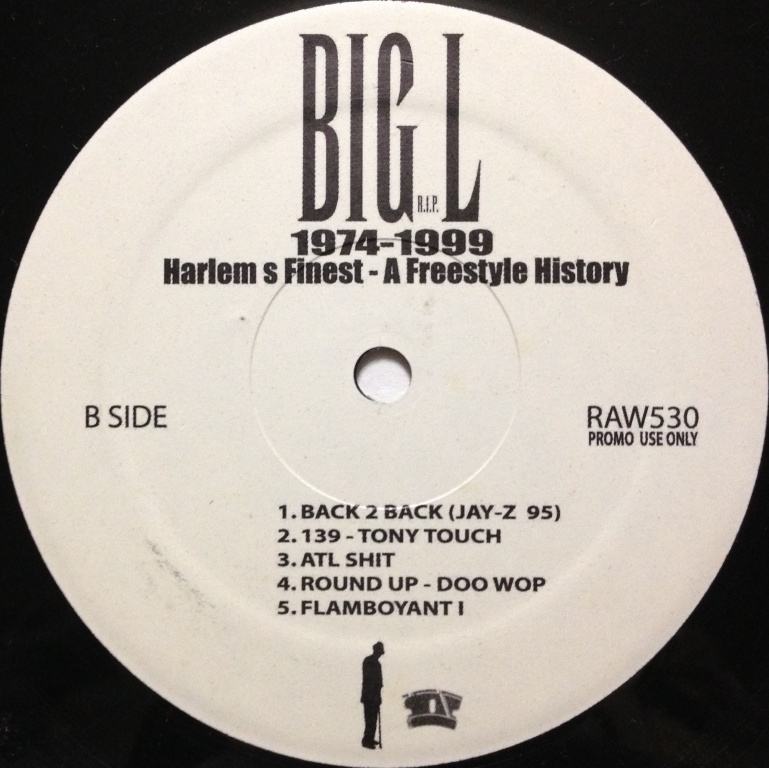 BIG L
R.I.P.
1974-1999
Harlem s Finest - A Freestyle History
B SIDE
RAW530
PROMO USE ONLY
1. BACK 2 BACK (JAY-Z 95)
2. 139 - TONY TOUCH
3. ATL SHIT
4. ROUND UP - DOO WOP
5. FLAMBOYANT I